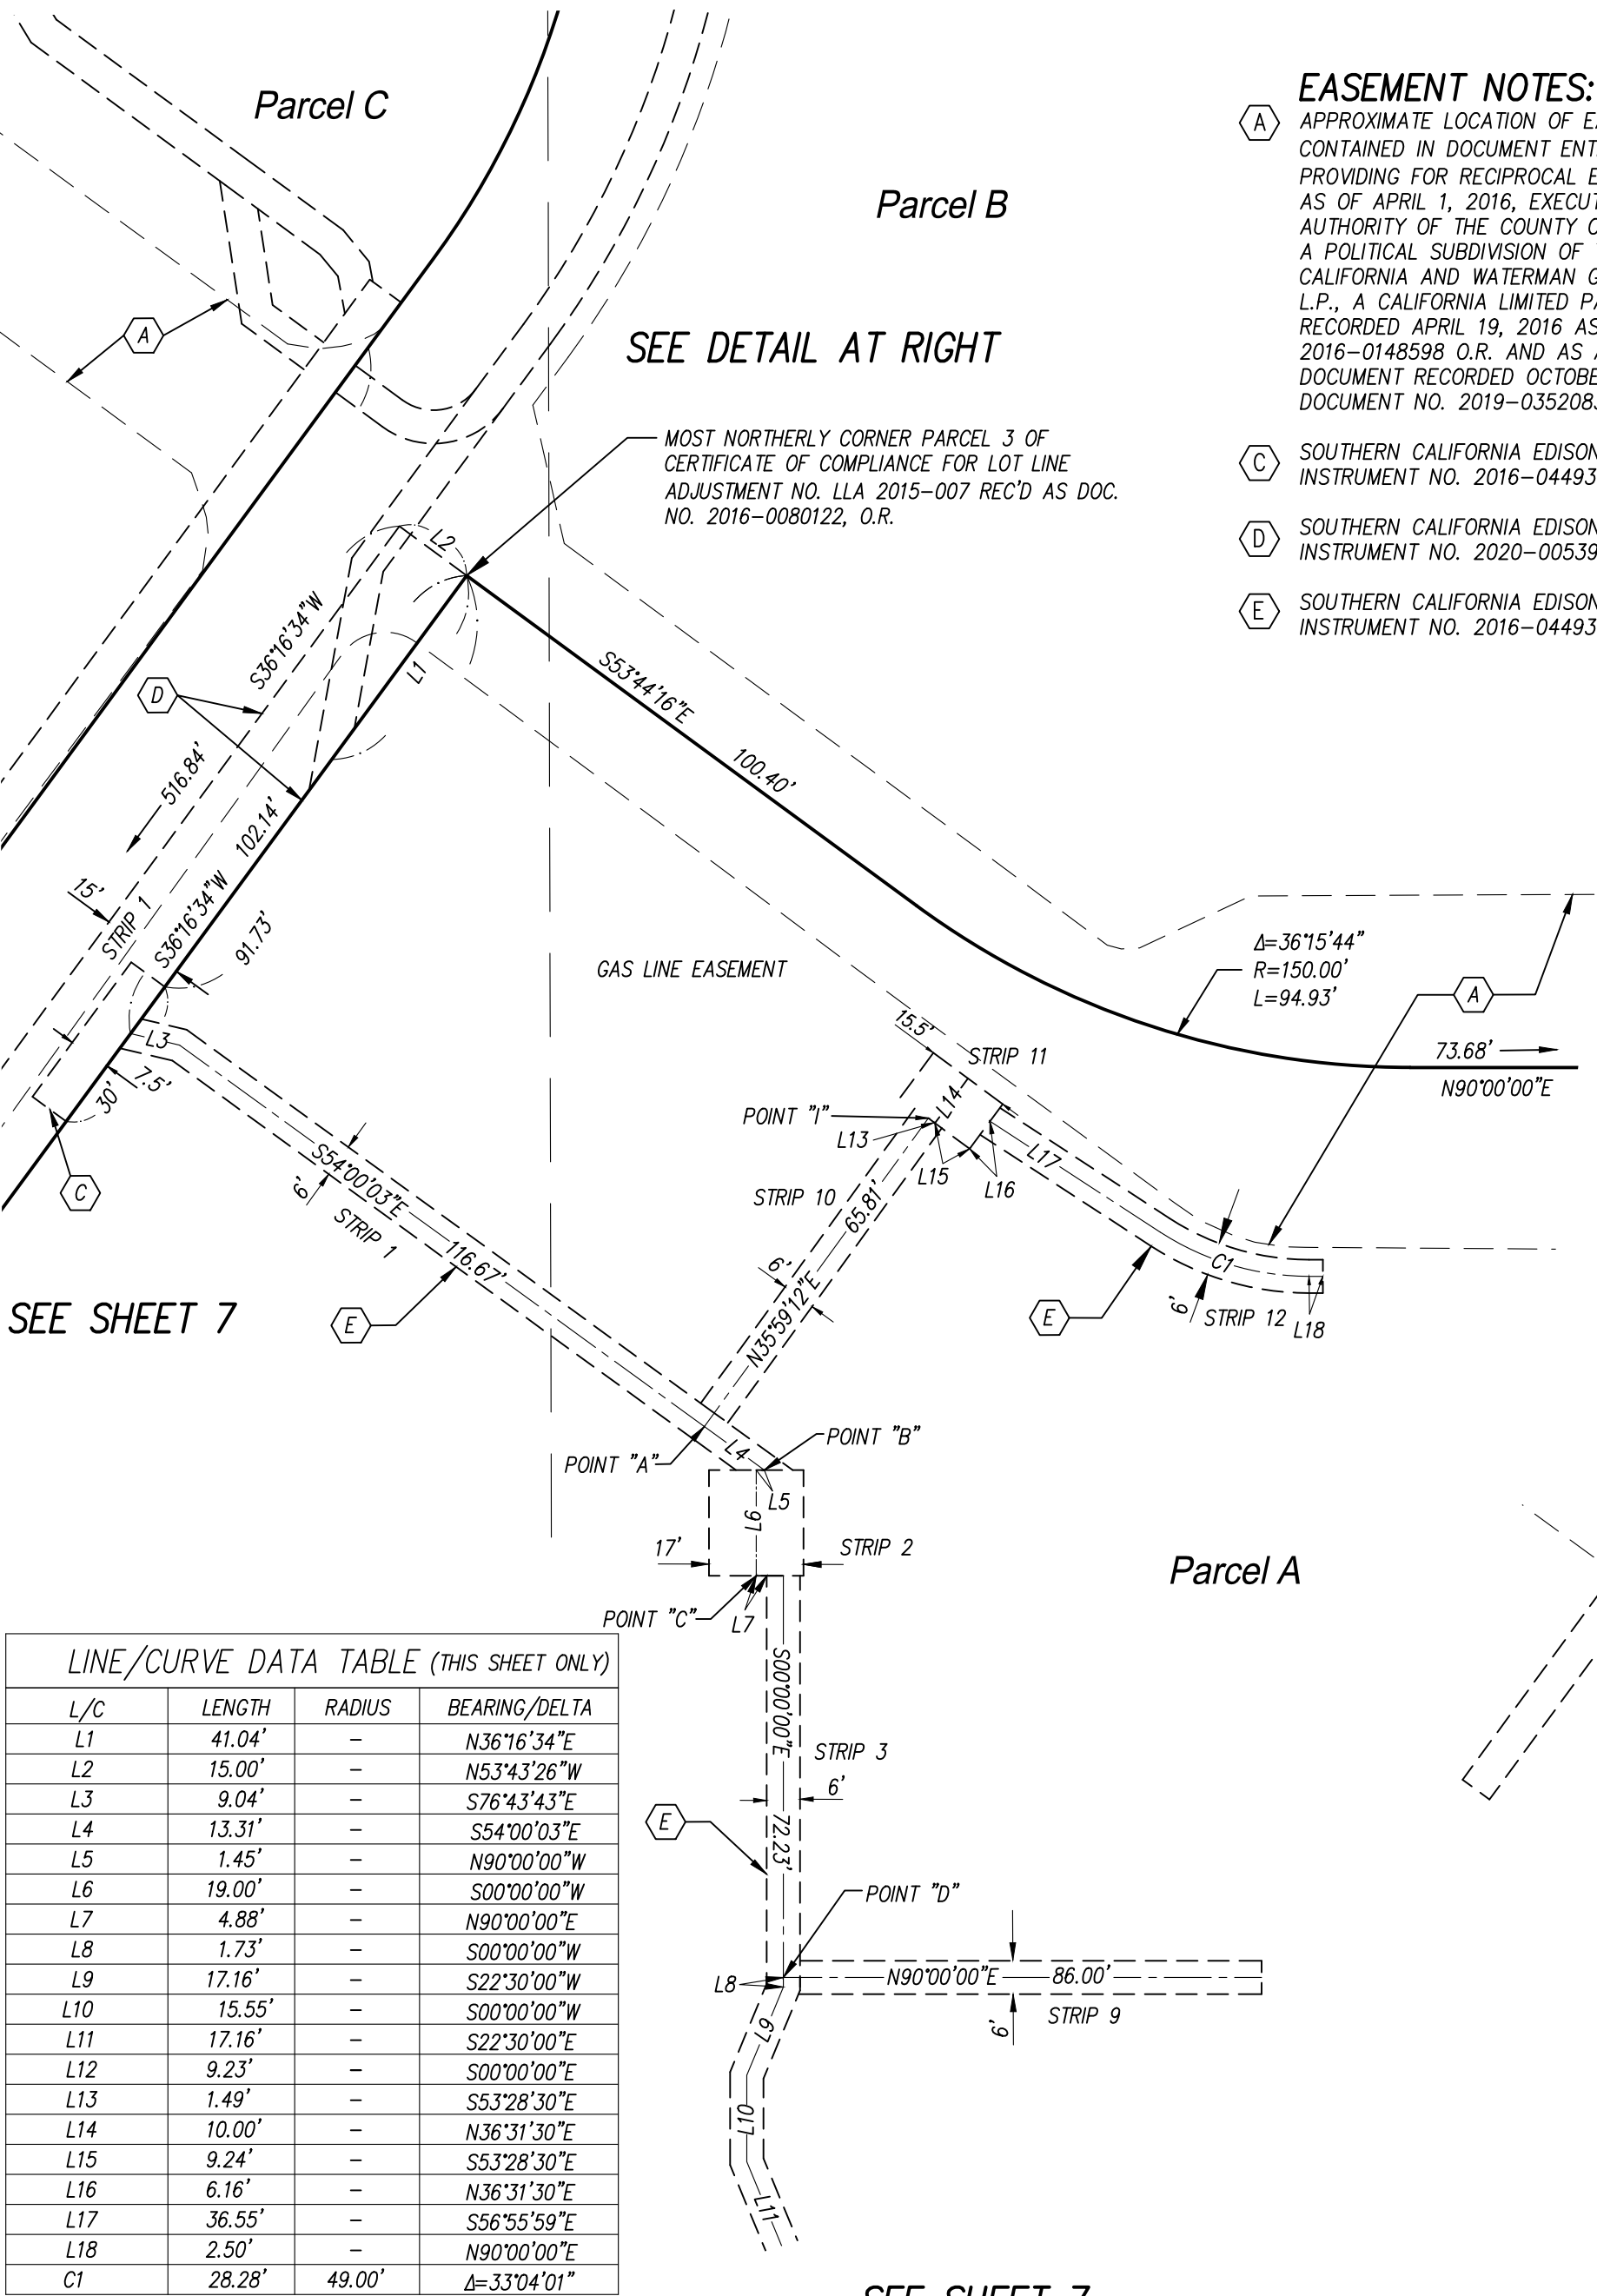 Parcel C
Parcel B
EASEMENT NOTES:
A
APPROXIMATE LOCATION OF
CONTAINED IN DOCUMENT
PROVIDING FOR RECIPROCAL
AS OF APRIL 1, 2016,
AUTHORITY OF THE COUNTY
A POLITICAL SUBDIVISION OF
CALIFORNIA AND WATERMAN
L.P., A CALIFORNIA LIMITED
RECORDED APRIL 19, 2016 AS
2016-0148598 O.R. AND AS
DOCUMENT RECORDED
DOCUMENT NO. 2019-035208
C
SOUTHERN CALIFORNIA EDISON
INSTRUMENT NO. 2016-04493
D
SOUTHERN CALIFORNIA EDISON
INSTRUMENT NO. 2020-00539
E
SOUTHERN CALIFORNIA EDISON
INSTRUMENT NO. 2016-04493
A
SEE DETAIL AT RIGHT
MOST NORTHERLY CORNER PARCEL 3 OF
CERTIFICATE OF COMPLIANCE FOR LOT LINE
ADJUSTMENT NO. LLA 2015-007 REC'D AS DOC.
NO. 2016-0080122, O.R.
L2
S36°16'34"W
L1
D
S53°44'16"E
100.40'
516.84'
102.14'
S36°16'34"W
15'
STRIP 1
91.73'
GAS LINE EASEMENT
Δ=36°15'44"
R=150.00'
L=94.93'
A
73.68'
N90°00'00"E
15.5'
STRIP 11
L3
7.5'
30'
C
POINT "I"
L13
L14
L15
L16
L17
S54°00'03"E
6'
STRIP 1
116.67'
STRIP 10
65.81'
6'
N35°59'12"E
C1
6'
STRIP 12
L18
E
E
SEE SHEET 7
POINT "B"
POINT "A"
L4
L5
L6
17'
STRIP 2
Parcel A
POINT "C"
L7
S00°00'00"E
STRIP 3
6'
E
72.23'
POINT "D"
L8
N90°00'00"E
86.00'
6'
STRIP 9
L9
L10
L11
LINE/CURVE DATA TABLE (THIS SHEET ONLY)
L/C LENGTH RADIUS BEARING/DELTA
L1 41.04' - N36°16'34"E
L2 15.00' - N53°43'26"W
L3 9.04' - S76°43'43"E
L4 13.31' - S54°00'03"E
L5 1.45' - N90°00'00"W
L6 19.00' - S00°00'00"W
L7 4.88' - N90°00'00"E
L8 1.73' - S00°00'00"W
L9 17.16' - S22°30'00"W
L10 15.55' - S00°00'00"W
L11 17.16' - S22°30'00"E
L12 9.23' - S00°00'00"E
L13 1.49' - S53°28'30"E
L14 10.00' - N36°31'30"E
L15 9.24' - S53°28'30"E
L16 6.16' - N36°31'30"E
L17 36.55' - S56°55'59"E
L18 2.50' - N90°00'00"E
C1 28.28' 49.00' Δ=33°04'01"
SEE SHEET 7